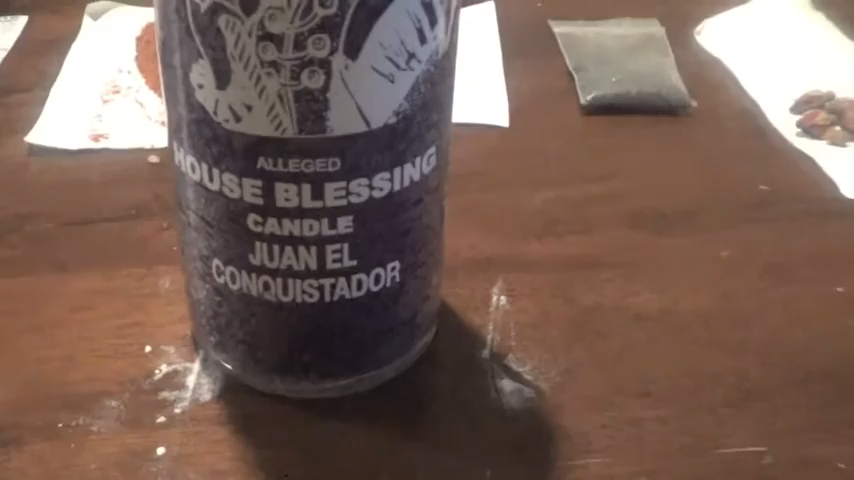 ALLEGED
HOUSE BLESSING
CANDLE
JUAN EL
CONQUISTADOR